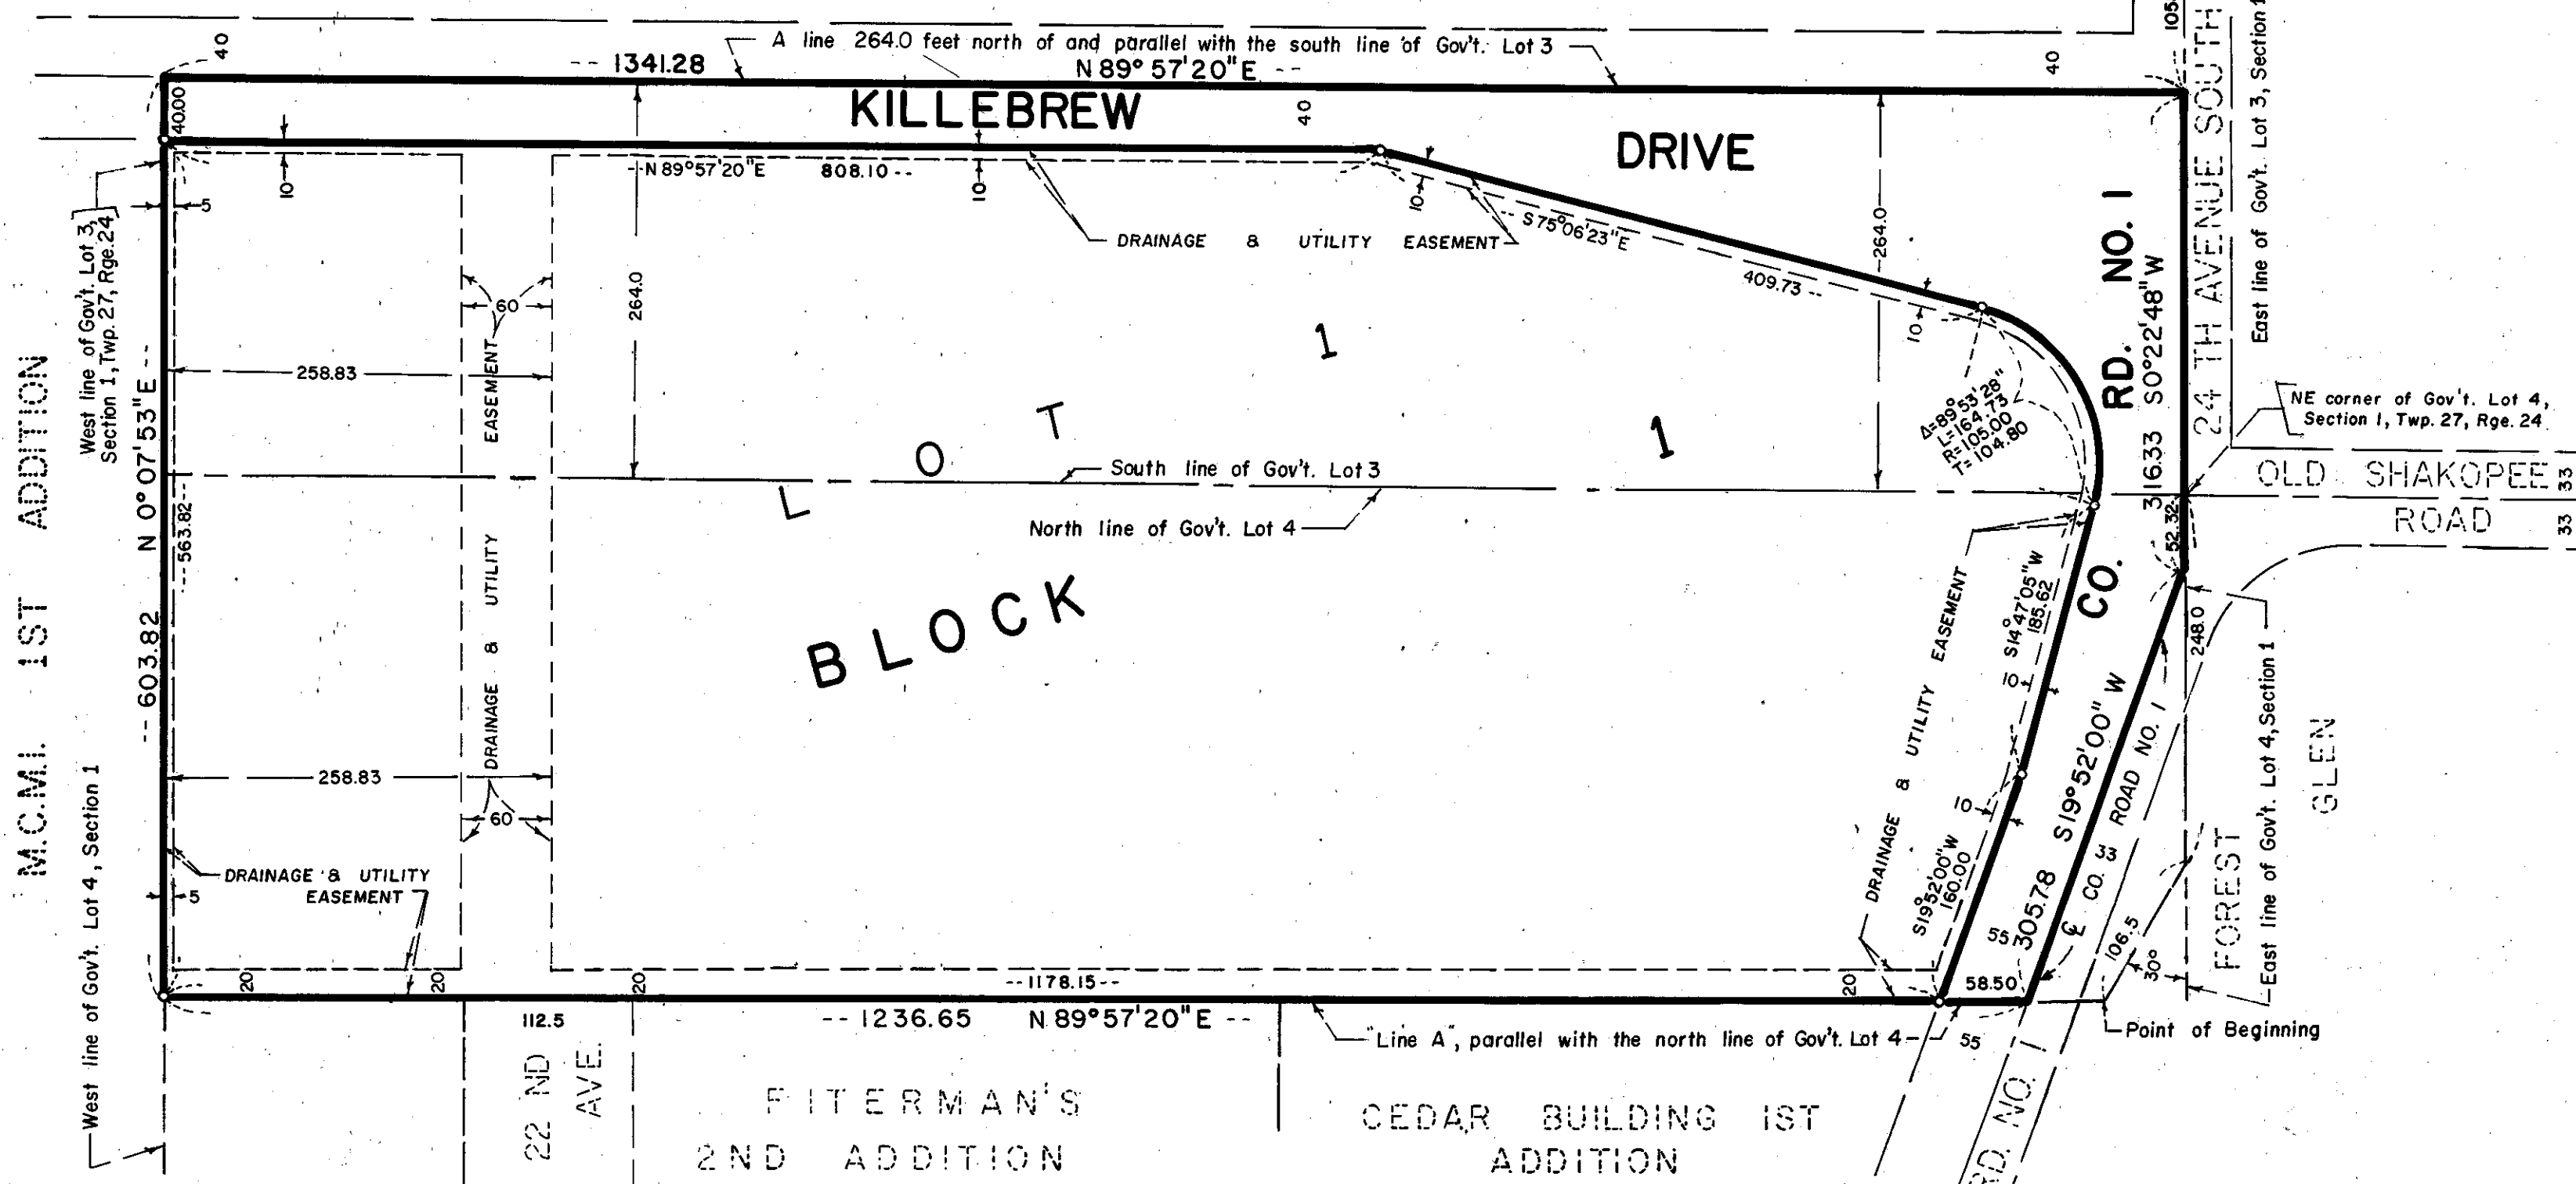 40
A line 264.0 feet north of and parallel with the south line of Gov't. Lot 3
-- 1341.28
N 89° 57' 20" E --
40
105
24 TH AVENUE SOUTH
East line of Gov't. Lot 3, Section 1
40.00
KILLEBREW
40
DRIVE
10
--N 89°57'20"E 808.10--
10
10
-- S 75°06'23"E
409.73 --
10
264.0
264.0
5
West line of Gov't. Lot 3,
Section 1, Twp. 27, Rge. 24
60
DRAINAGE & UTILITY EASEMENT
RD. NO. 1
S 0°22'48" W
316.33
258.83
EASEMENT
1
1
LOT
Δ=89°53'28"
L=164.73
R=105.00
T=104.80
NE corner of Gov't. Lot 4,
Section 1, Twp. 27, Rge. 24
OLD SHAKOPEE
ROAD
33
33
M.C.M.I. 1ST ADDITION
N 0°07'53"E --
-- 603.82
---563.82--
South line of Gov't. Lot 3
North line of Gov't. Lot 4
52.32
248.0
DRAINAGE & UTILITY
BLOCK
CO.
S14°47'05"W
185.62
10
DRAINAGE & UTILITY EASEMENT
S19°52'00" W
305.78
CO. ROAD NO. 1
33
East line of Gov't. Lot 4, Section 1
FOREST
GLEN
258.83
60
10
S19°52'00"W
160.00
West line of Gov't. Lot 4, Section 1
DRAINAGE & UTILITY
EASEMENT
5
55
106.5
30°
20
20
20
--1178.15--
20
58.50
112.5
-- 1236.65 N 89°57'20"E --
"Line A", parallel with the north line of Gov't. Lot 4
55
Point of Beginning
22 ND
AVE.
FITERMAN'S
2ND ADDITION
CEDAR BUILDING 1ST
ADDITION
RD. NO. 1